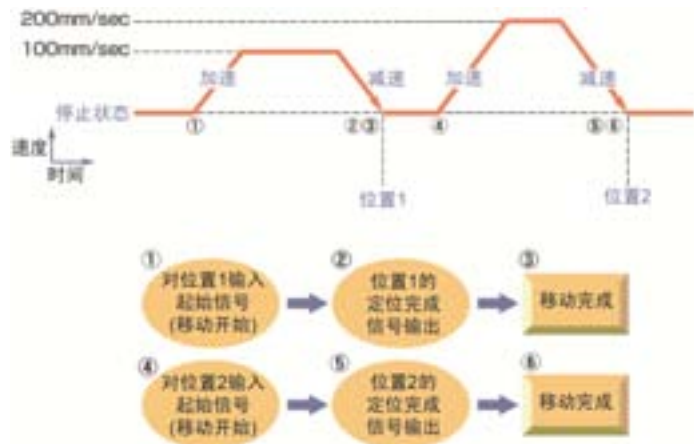 200mm/sec
100mm/sec
加速
减速
加速
减速
停止状态
①
②③
④
⑤⑥
速度
时间
位置1
位置2
①
对位置1输入
起始信号
(移动开始)
②
位置1的
定位完成
信号输出
③
移动完成
④
对位置2输入
起始信号
(移动开始)
⑤
位置2的
定位完成
信号输出
⑥
移动完成